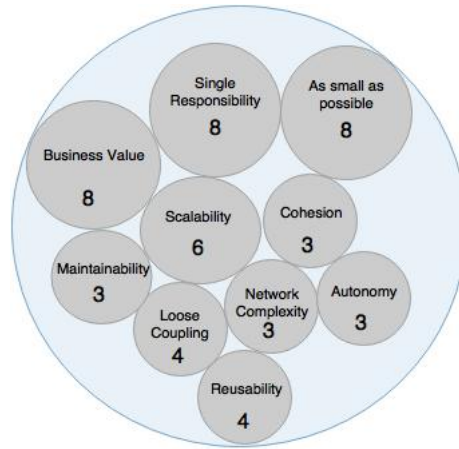 Single
Responsibility
8
As small as
possible
8
Business Value
8
Scalability
6
Cohesion
3
Maintainability
3
Loose
Coupling
4
Network
Complexity
3
Autonomy
3
Reusability
4